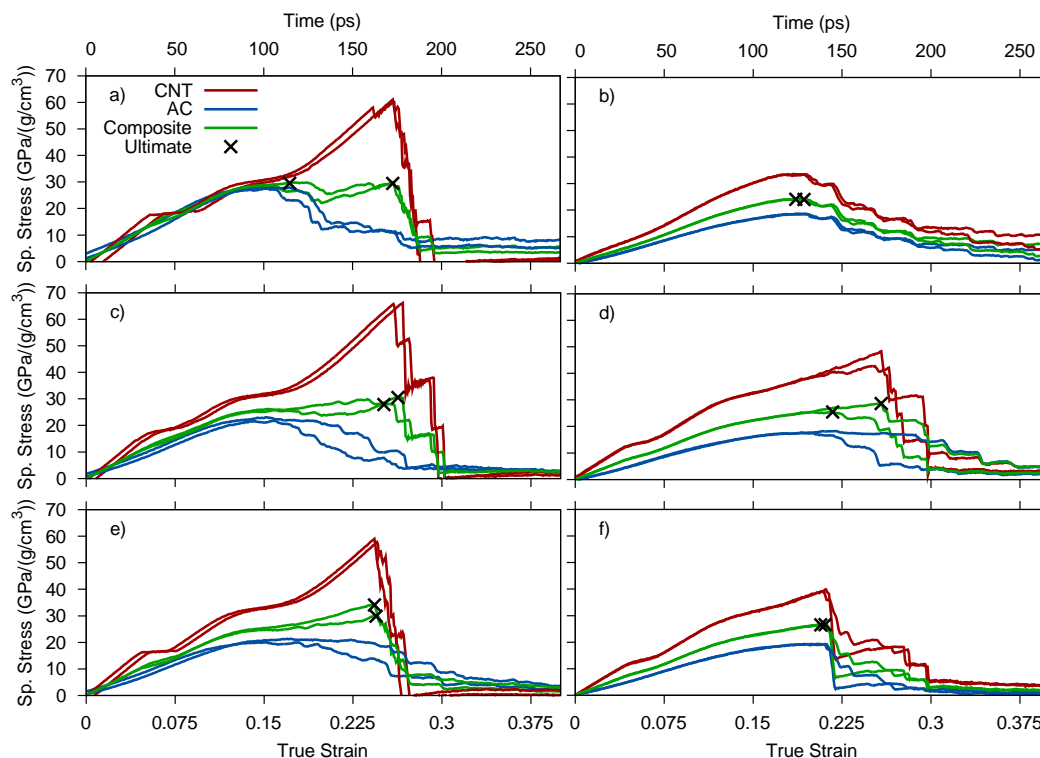 Time (ps) Time (ps)
0 50 100 150 200 250 0 50 100 150 200 250
Sp. Stress (GPa/(g/cm³))
70
60
50
40
30
20
10
0
a)
CNT
AC
Composite
Ultimate
b)
Sp. Stress (GPa/(g/cm³))
70
60
50
40
30
20
10
0
c)
d)
Sp. Stress (GPa/(g/cm³))
70
60
50
40
30
20
10
0
e)
f)
0 0.075 0.15 0.225 0.3 0.375 0 0.075 0.15 0.225 0.3 0.375
True Strain True Strain